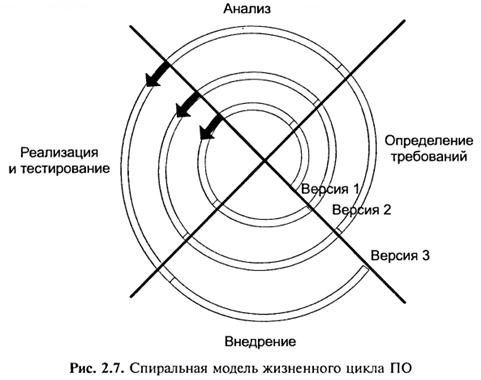 Анализ
Определение
требований
Реализация
и тестирование
Версия 1
Версия 2
Версия 3
Внедрение
Рис. 2.7. Спиральная модель жизненного цикла ПО